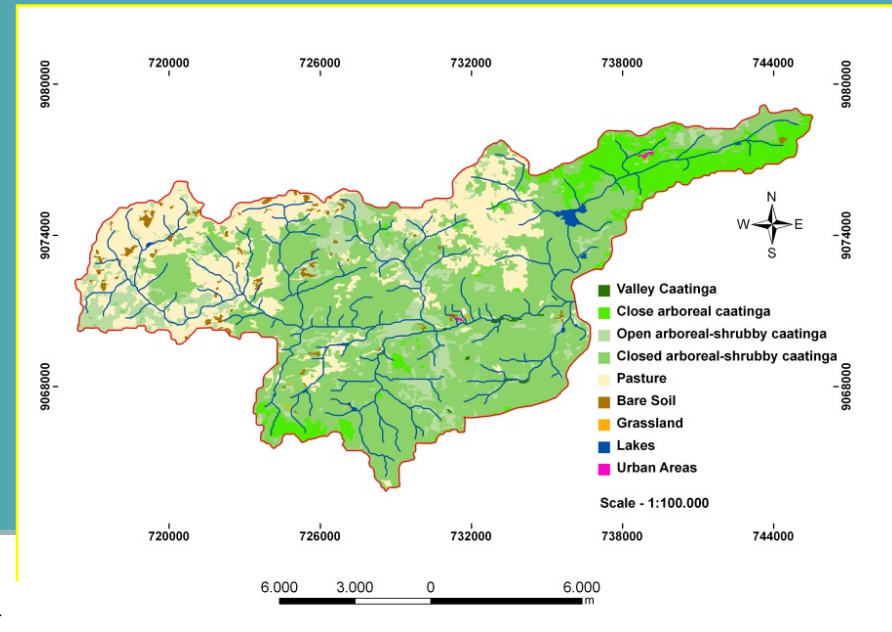 720000 726000 732000 738000 744000
9080000 9080000
9074000 9074000
N
W E
S
Valley Caatinga
Close arboreal caatinga
Open arboreal-shrubby caatinga
Closed arboreal-shrubby caatinga
Pasture
9068000 9068000
Bare Soil
Grassland
Lakes
Urban Areas
Scale - 1:100.000
720000 726000 732000 738000 744000
6.000 3.000 0 6.000
m